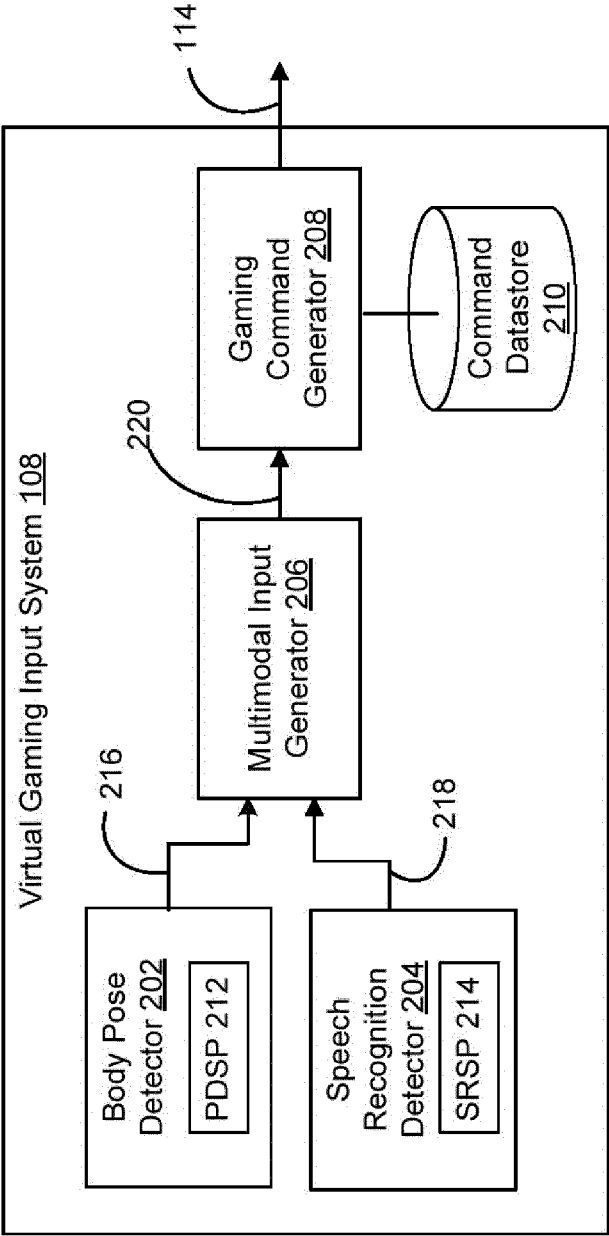 Virtual Gaming Input System 108
216
Body Pose
Detector 202
PDSP 212
Speech
Recognition
Detector 204
SRSP 214
218
Multimodal Input
Generator 206
220
Gaming
Command
Generator 208
114
Command
Datastore
210